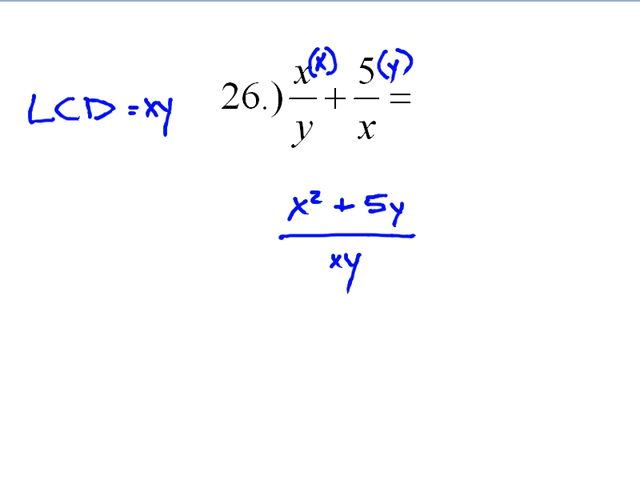 26.) x(x)/y + 5(y)/x =
LCD = xy
x² + 5y
xy